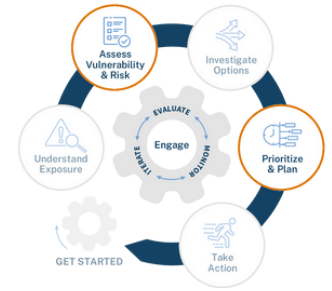 Assess
Vulnerability
& Risk
Investigate
Options
EVALUATE
Engage
MONITOR
ITERATE
Understand
Exposure
Prioritize
& Plan
Take
Action
GET STARTED